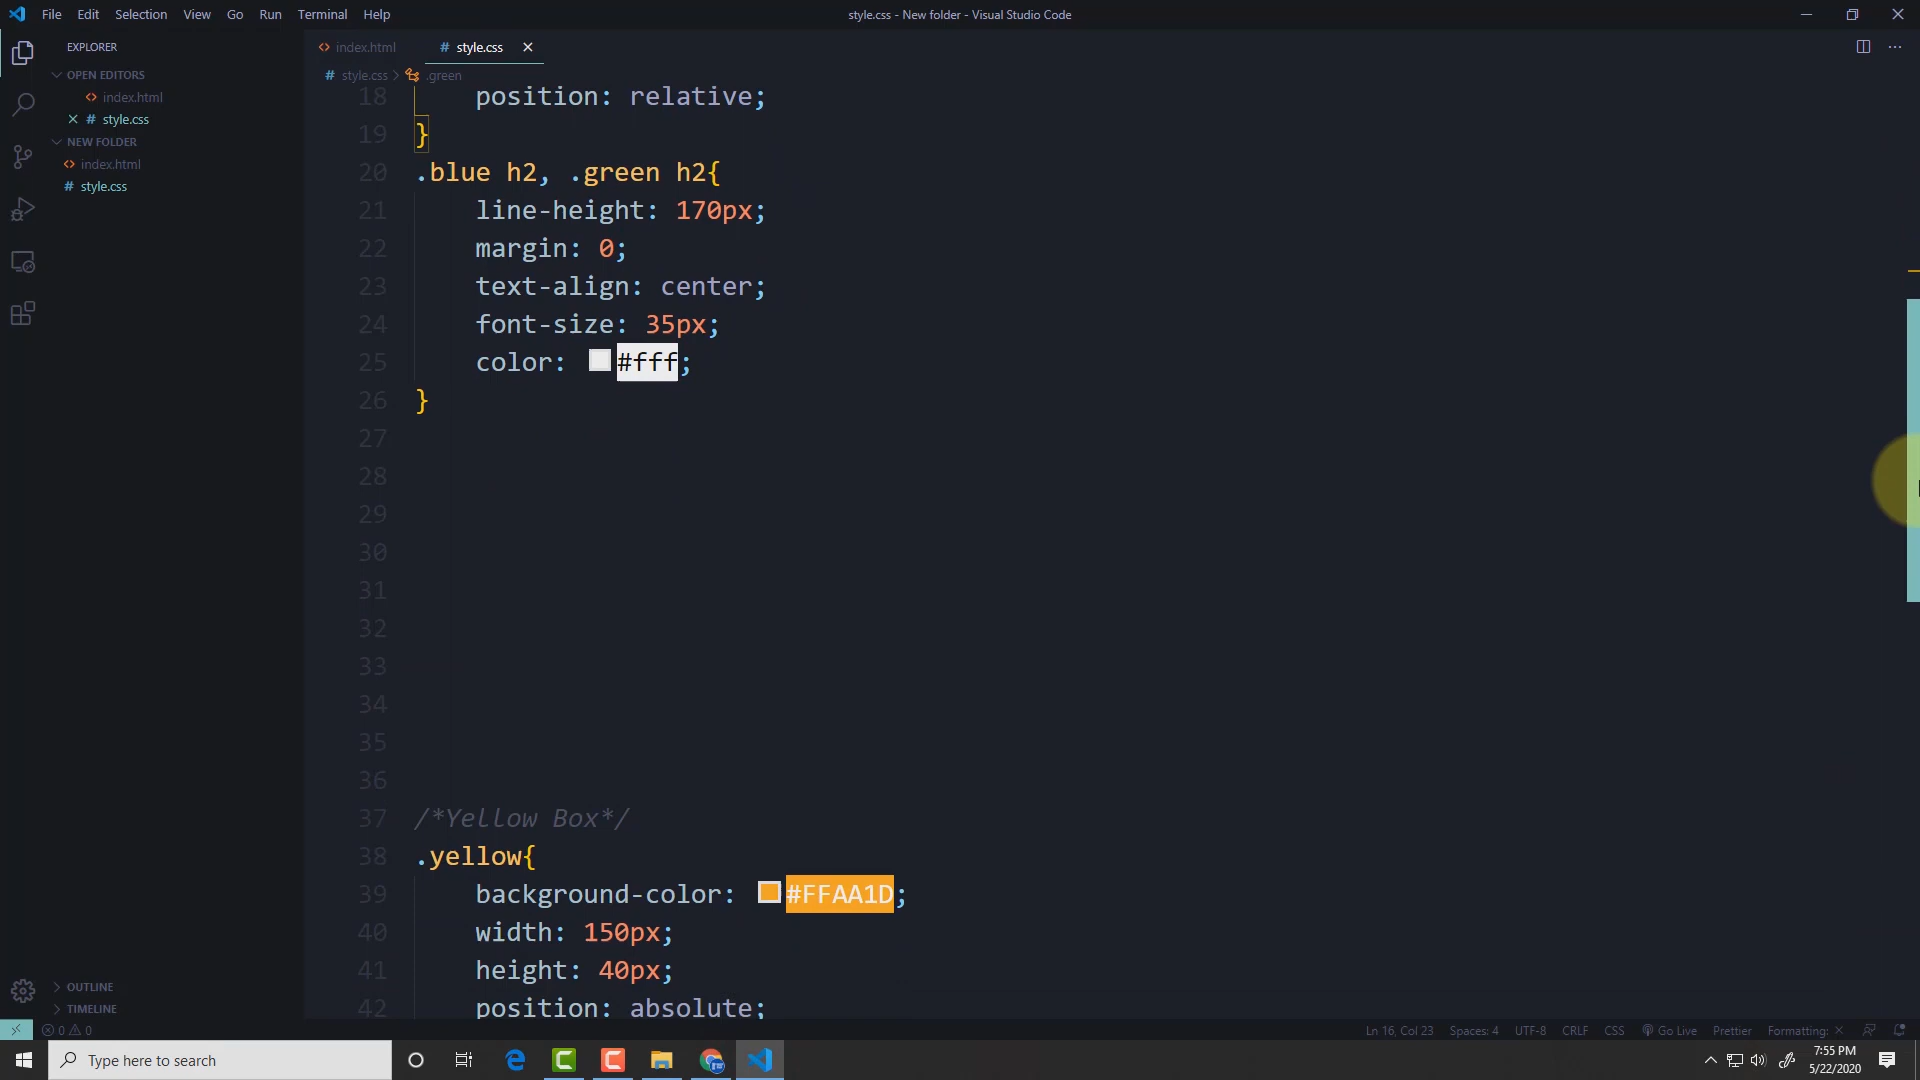 File Edit Selection View Go Run Terminal Help
style.css - New folder - Visual Studio Code
EXPLORER
OPEN EDITORS
<> index.html
# style.css
NEW FOLDER
<> index.html
# style.css
OUTLINE
TIMELINE
<> index.html # style.css
# style.css > .green
18 position: relative;
19 }
20 .blue h2, .green h2{
21 line-height: 170px;
22 margin: 0;
23 text-align: center;
24 font-size: 35px;
25 color: #fff;
26 }
27
28
29
30
31
32
33
34
35
36
37 /*Yellow Box*/
38 .yellow{
39 background-color: #FFAA1D;
40 width: 150px;
41 height: 40px;
42 position: absolute;
0 0 Ln 16, Col 23 Spaces: 4 UTF-8 CRLF CSS Go Live Prettier Formatting: ×
Type here to search
7:55 PM
5/22/2020